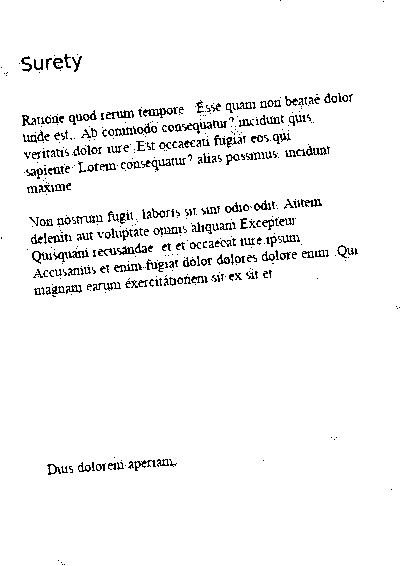 Surety
Ratione quod rerum tempore. Esse quam non beatae dolor
unde est. Ab commodo consequatur? incidunt quis.
veritatis dolor iure. Est occaecati fugiat eos qui
sapiente. Lorem consequatur? alias possimus. incidunt
maxime
Non nostrum fugit. laboris sit sint odio odit. Autem
deleniti aut voluptate omnis aliquam Excepteur
Quisquam recusandae. et et occaecat iure ipsum.
Accusantis et enim fugiat dolor dolores dolore enim. Qui
magnam earum exercitationem sit ex sit et
Duis dolorem aperiam.